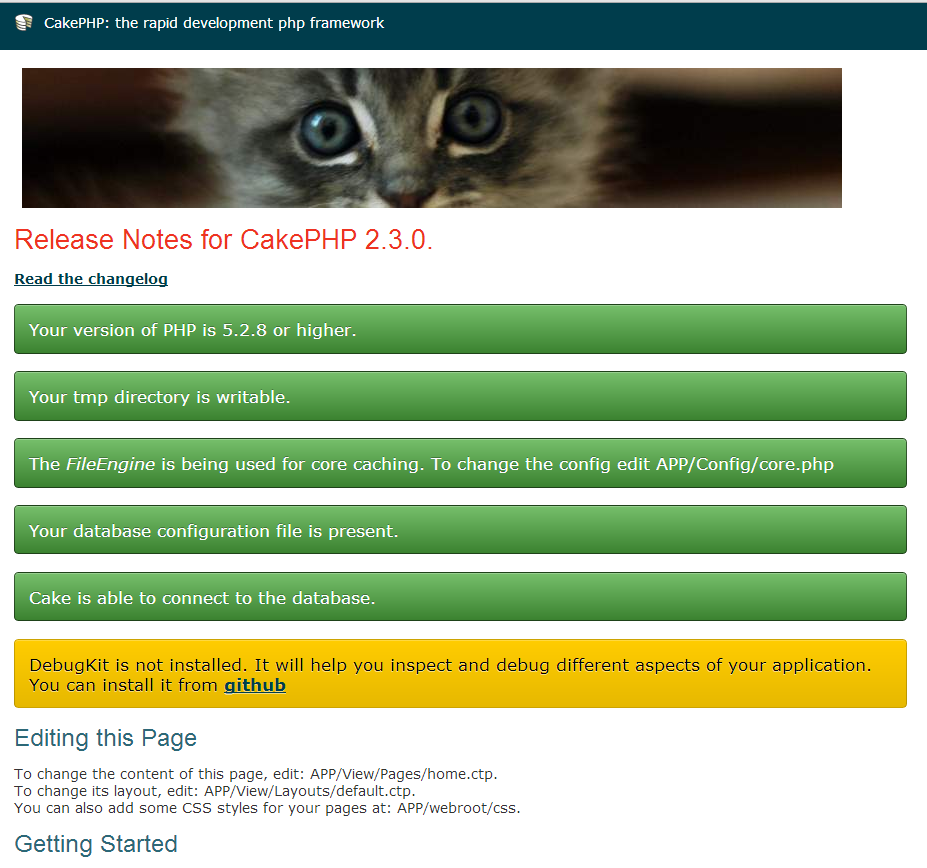 CakePHP: the rapid development php framework
Release Notes for CakePHP 2.3.0.
Read the changelog
Your version of PHP is 5.2.8 or higher.
Your tmp directory is writable.
The FileEngine is being used for core caching. To change the config edit APP/Config/core.php
Your database configuration file is present.
Cake is able to connect to the database.
DebugKit is not installed. It will help you inspect and debug different aspects of your application.
You can install it from github
Editing this Page
To change the content of this page, edit: APP/View/Pages/home.ctp.
To change its layout, edit: APP/View/Layouts/default.ctp.
You can also add some CSS styles for your pages at: APP/webroot/css.
Getting Started